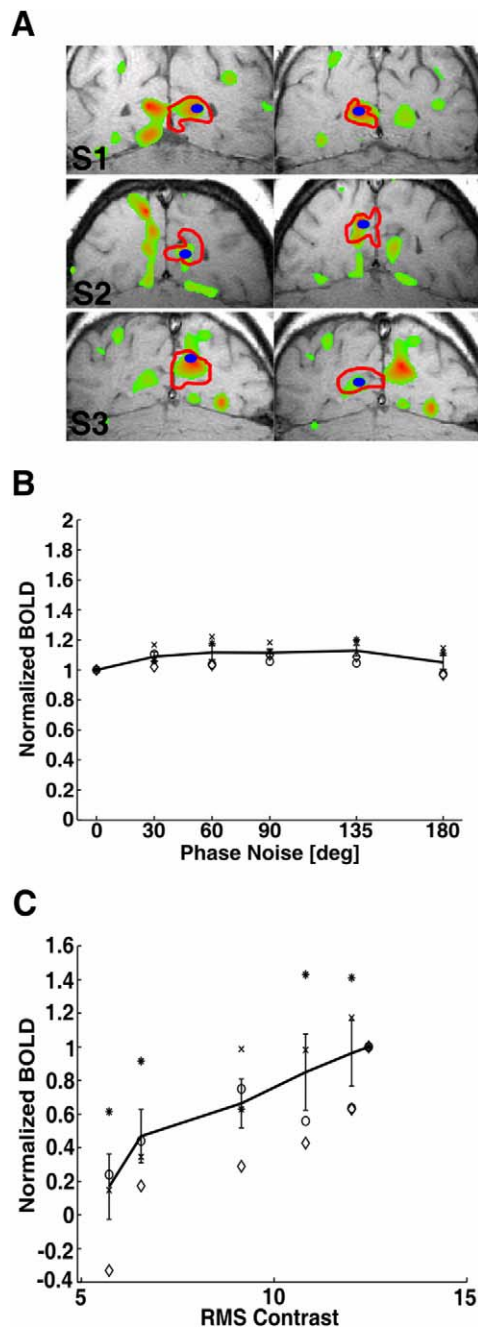 A
S1
S2
S3
B
Normalized BOLD
2
1.8
1.6
1.4
1.2
1
0.8
0.6
0.4
0.2
0
0 30 60 90 135 180
Phase Noise [deg]
C
Normalized BOLD
1.6
1.4
1.2
1
0.8
0.6
0.4
0.2
0
-0.2
-0.4
5 10 15
RMS Contrast